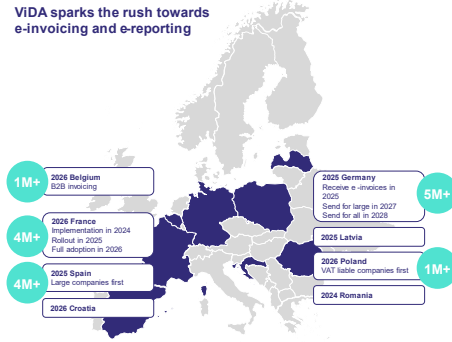 ViDA sparks the rush towards
e-invoicing and e-reporting
1M+
2026 Belgium
B2B invoicing
4M+
2026 France
Implementation in 2024
Rollout in 2025
Full adoption in 2026
4M+
2025 Spain
Large companies first
2026 Croatia
2025 Germany
Receive e -invoices in
2025
Send for large in 2027
Send for all in 2028
5M+
2025 Latvia
2026 Poland
VAT liable companies first
1M+
2024 Romania